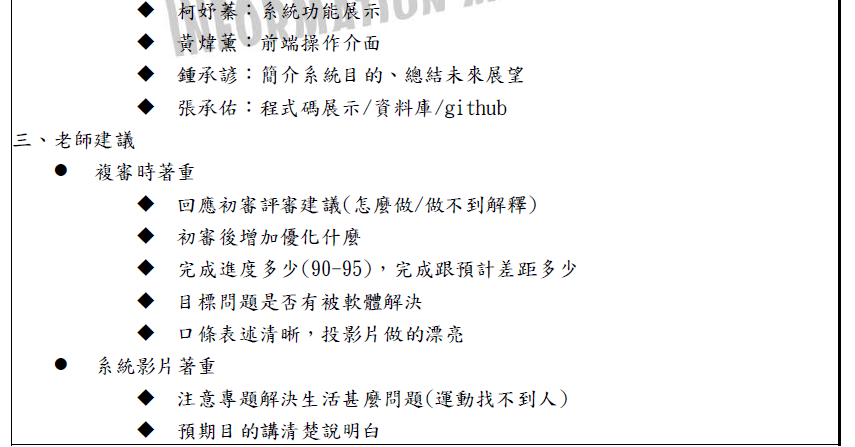 ◆ 柯妤蓁：系統功能展示
◆ 黃煒薰：前端操作介面
◆ 鍾承諺：簡介系統目的、總結未來展望
◆ 張承佑：程式碼展示/資料庫/github
三、老師建議
● 複審時著重
◆ 回應初審評審建議(怎麼做/做不到解釋)
◆ 初審後增加優化什麼
◆ 完成進度多少(90-95)，完成跟預計差距多少
◆ 目標問題是否有被軟體解決
◆ 口條表述清晰，投影片做的漂亮
● 系統影片著重
◆ 注意專題解決生活甚麼問題(運動找不到人)
◆ 預期目的講清楚說明白